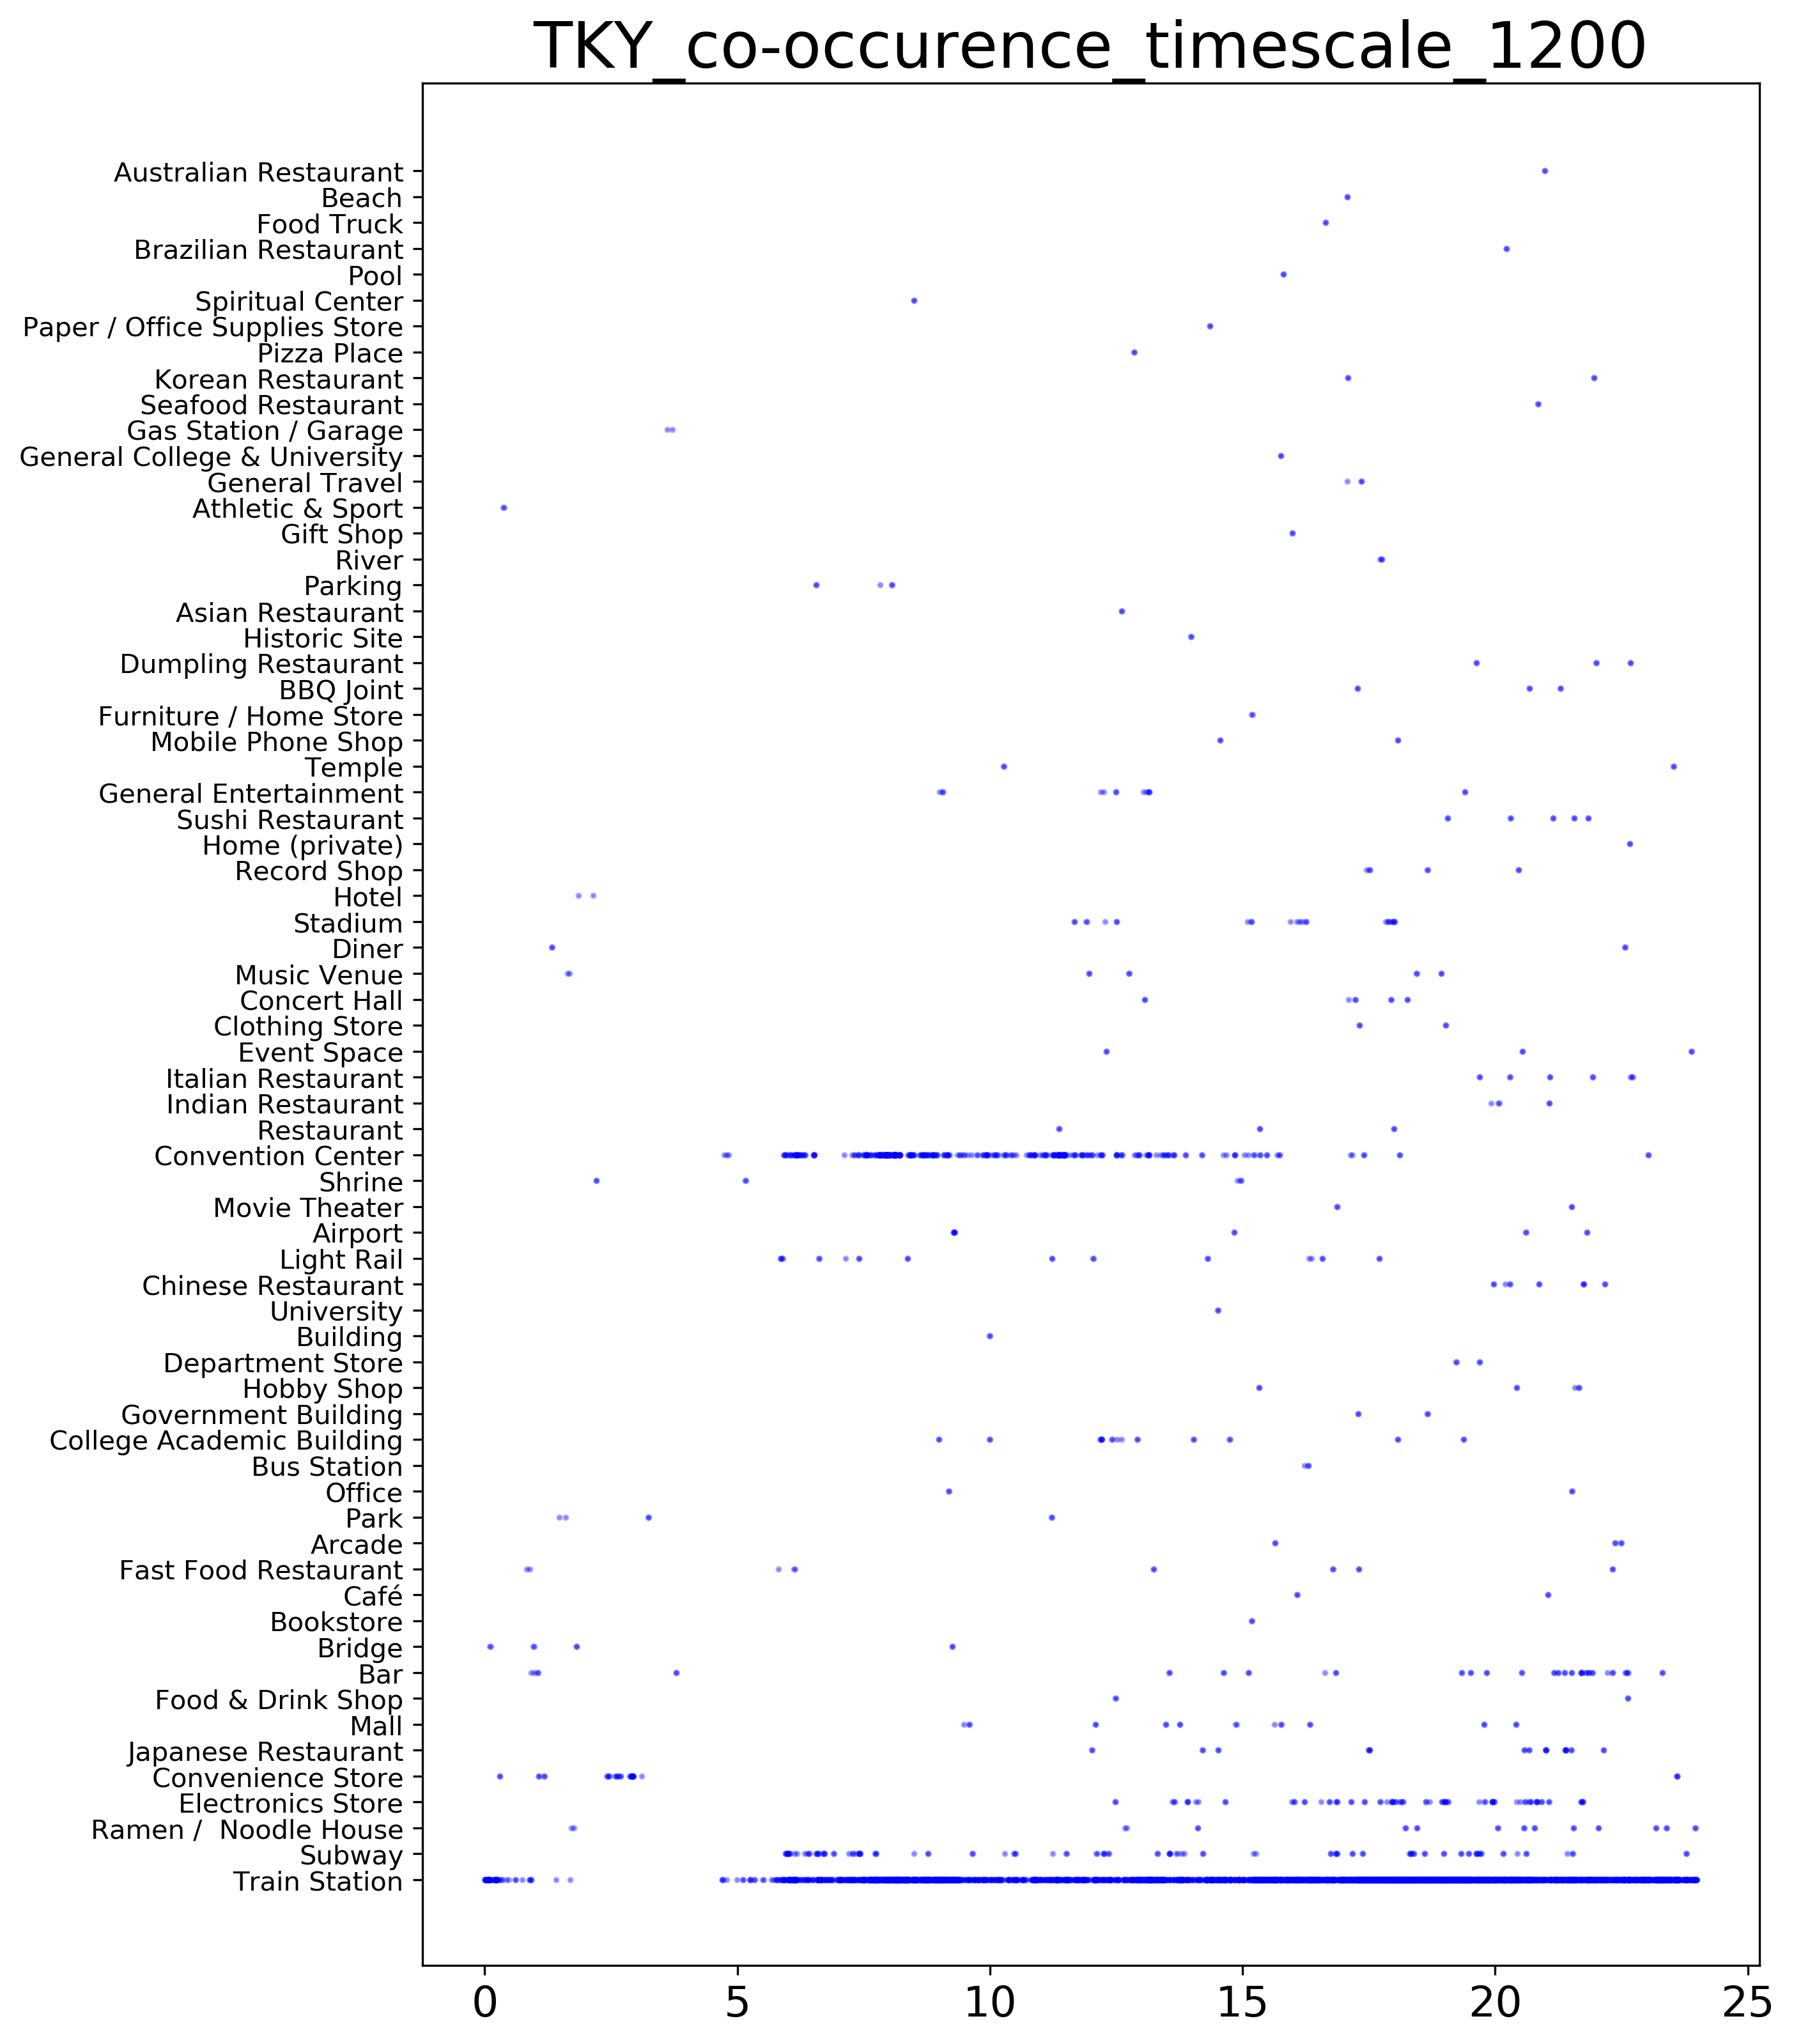 TKY_co-occurence_timescale_1200
Australian Restaurant
Beach
Food Truck
Brazilian Restaurant
Pool
Spiritual Center
Paper / Office Supplies Store
Pizza Place
Korean Restaurant
Seafood Restaurant
Gas Station / Garage
General College & University
General Travel
Athletic & Sport
Gift Shop
River
Parking
Asian Restaurant
Historic Site
Dumpling Restaurant
BBQ Joint
Furniture / Home Store
Mobile Phone Shop
Temple
General Entertainment
Sushi Restaurant
Home (private)
Record Shop
Hotel
Stadium
Diner
Music Venue
Concert Hall
Clothing Store
Event Space
Italian Restaurant
Indian Restaurant
Restaurant
Convention Center
Shrine
Movie Theater
Airport
Light Rail
Chinese Restaurant
University
Building
Department Store
Hobby Shop
Government Building
College Academic Building
Bus Station
Office
Park
Arcade
Fast Food Restaurant
Café
Bookstore
Bridge
Bar
Food & Drink Shop
Mall
Japanese Restaurant
Convenience Store
Electronics Store
Ramen /  Noodle House
Subway
Train Station
0 5 10 15 20 25